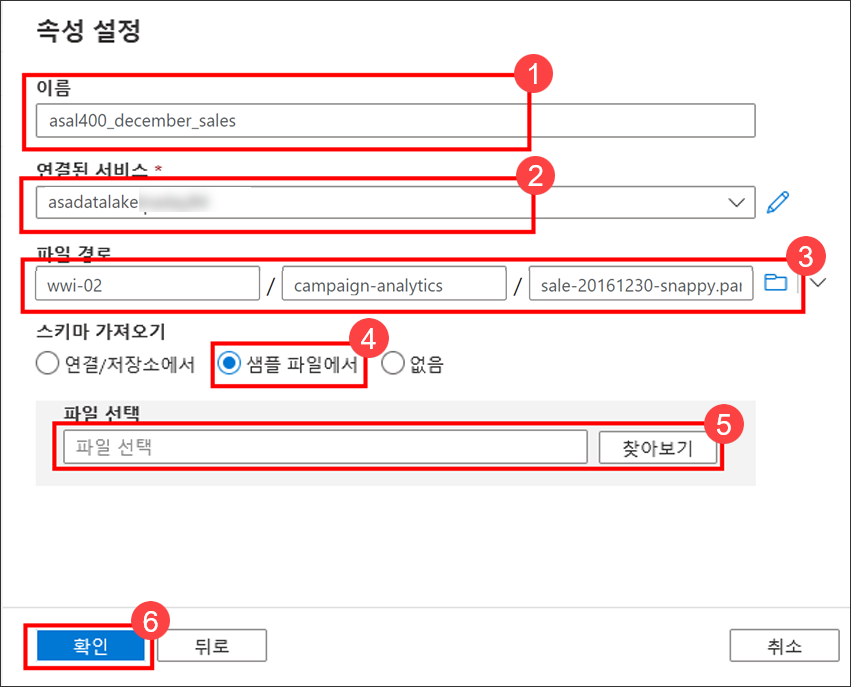 속성 설정
1
이름
asal400_december_sales
연결된 서비스 *
2
asadatalake
파일 경로
3
wwi-02 / campaign-analytics / sale-20161230-snappy.par
스키마 가져오기
4
연결/저장소에서 샘플 파일에서 없음
파일 선택
5
파일 선택 찾아보기
6
확인 뒤로 취소